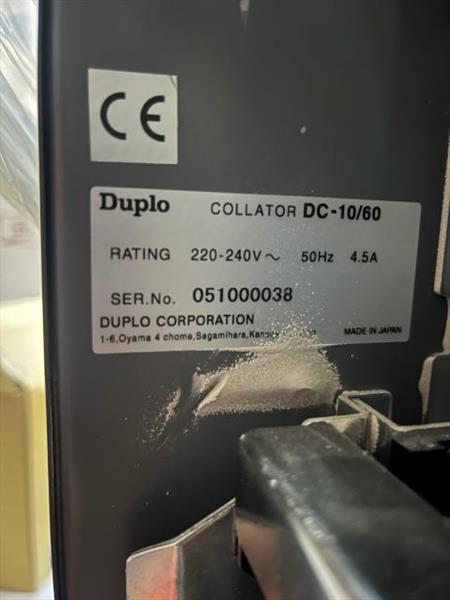 CE
Duplo COLLATOR DC-10/60
RATING 220-240V～ 50Hz 4.5A
SER.No. 051000038
DUPLO CORPORATION
1-6,Oyama 4 chome,Sagamihara, MADE IN JAPAN